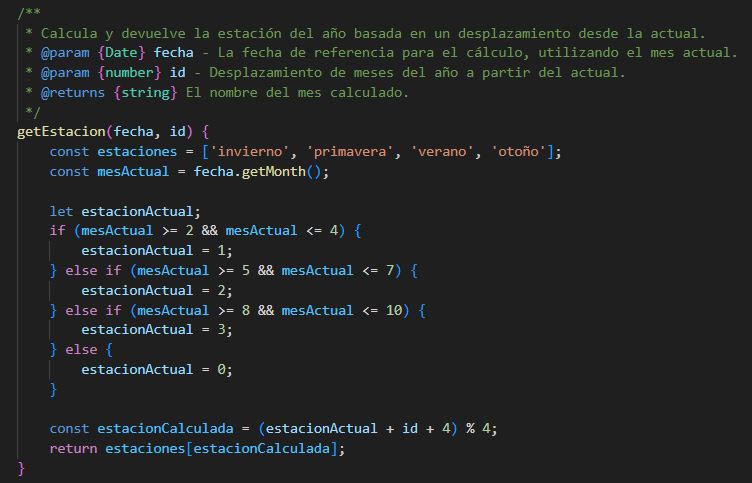 /**
 * Calcula y devuelve la estación del año basada en un desplazamiento desde la actual.
 * @param {Date} fecha - La fecha de referencia para el cálculo, utilizando el mes actual.
 * @param {number} id - Desplazamiento de meses del año a partir del actual.
 * @returns {string} El nombre del mes calculado.
 */
getEstacion(fecha, id) {
    const estaciones = ['invierno', 'primavera', 'verano', 'otoño'];
    const mesActual = fecha.getMonth();

    let estacionActual;
    if (mesActual >= 2 && mesActual <= 4) {
        estacionActual = 1;
    } else if (mesActual >= 5 && mesActual <= 7) {
        estacionActual = 2;
    } else if (mesActual >= 8 && mesActual <= 10) {
        estacionActual = 3;
    } else {
        estacionActual = 0;
    }

    const estacionCalculada = (estacionActual + id + 4) % 4;
    return estaciones[estacionCalculada];
}